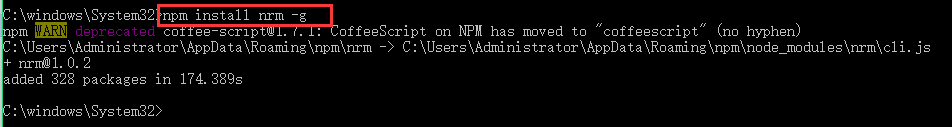 C:\windows\System32>npm install nrm -g
npm WARN deprecated coffee-script@1.7.1: CoffeeScript on NPM has moved to "coffeescript" (no hyphen)
C:\Users\Administrator\AppData\Roaming\npm\nrm -> C:\Users\Administrator\AppData\Roaming\npm\node_modules\nrm\cli.js
+ nrm@1.0.2
added 328 packages in 174.389s
C:\windows\System32>